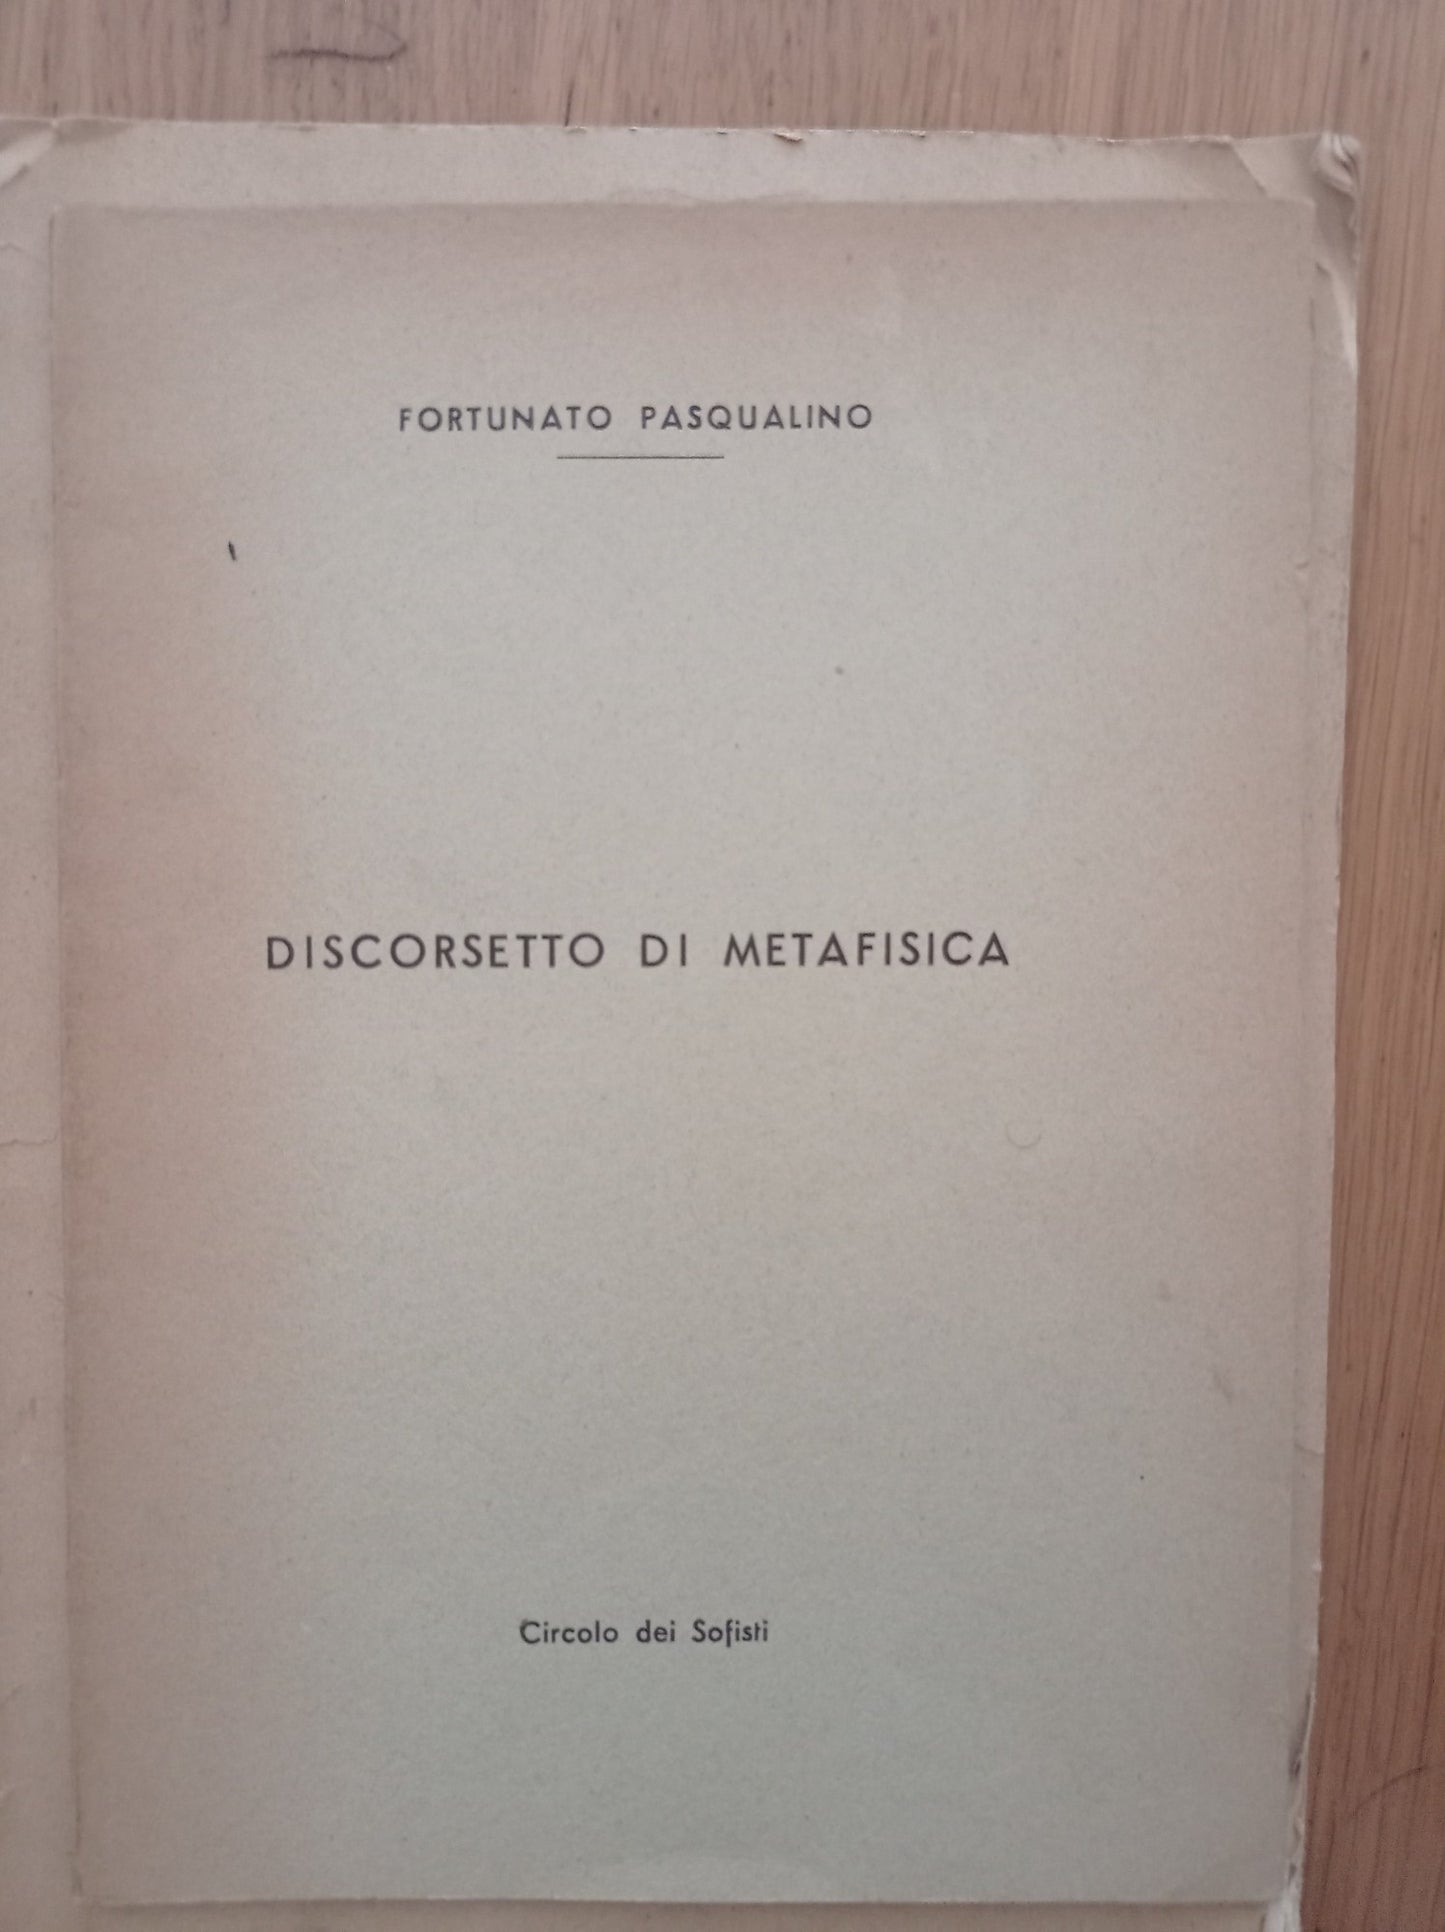 FORTUNATO PASQUALINO
DISCORSETTO DI METAFISICA
Circolo dei Sofisti